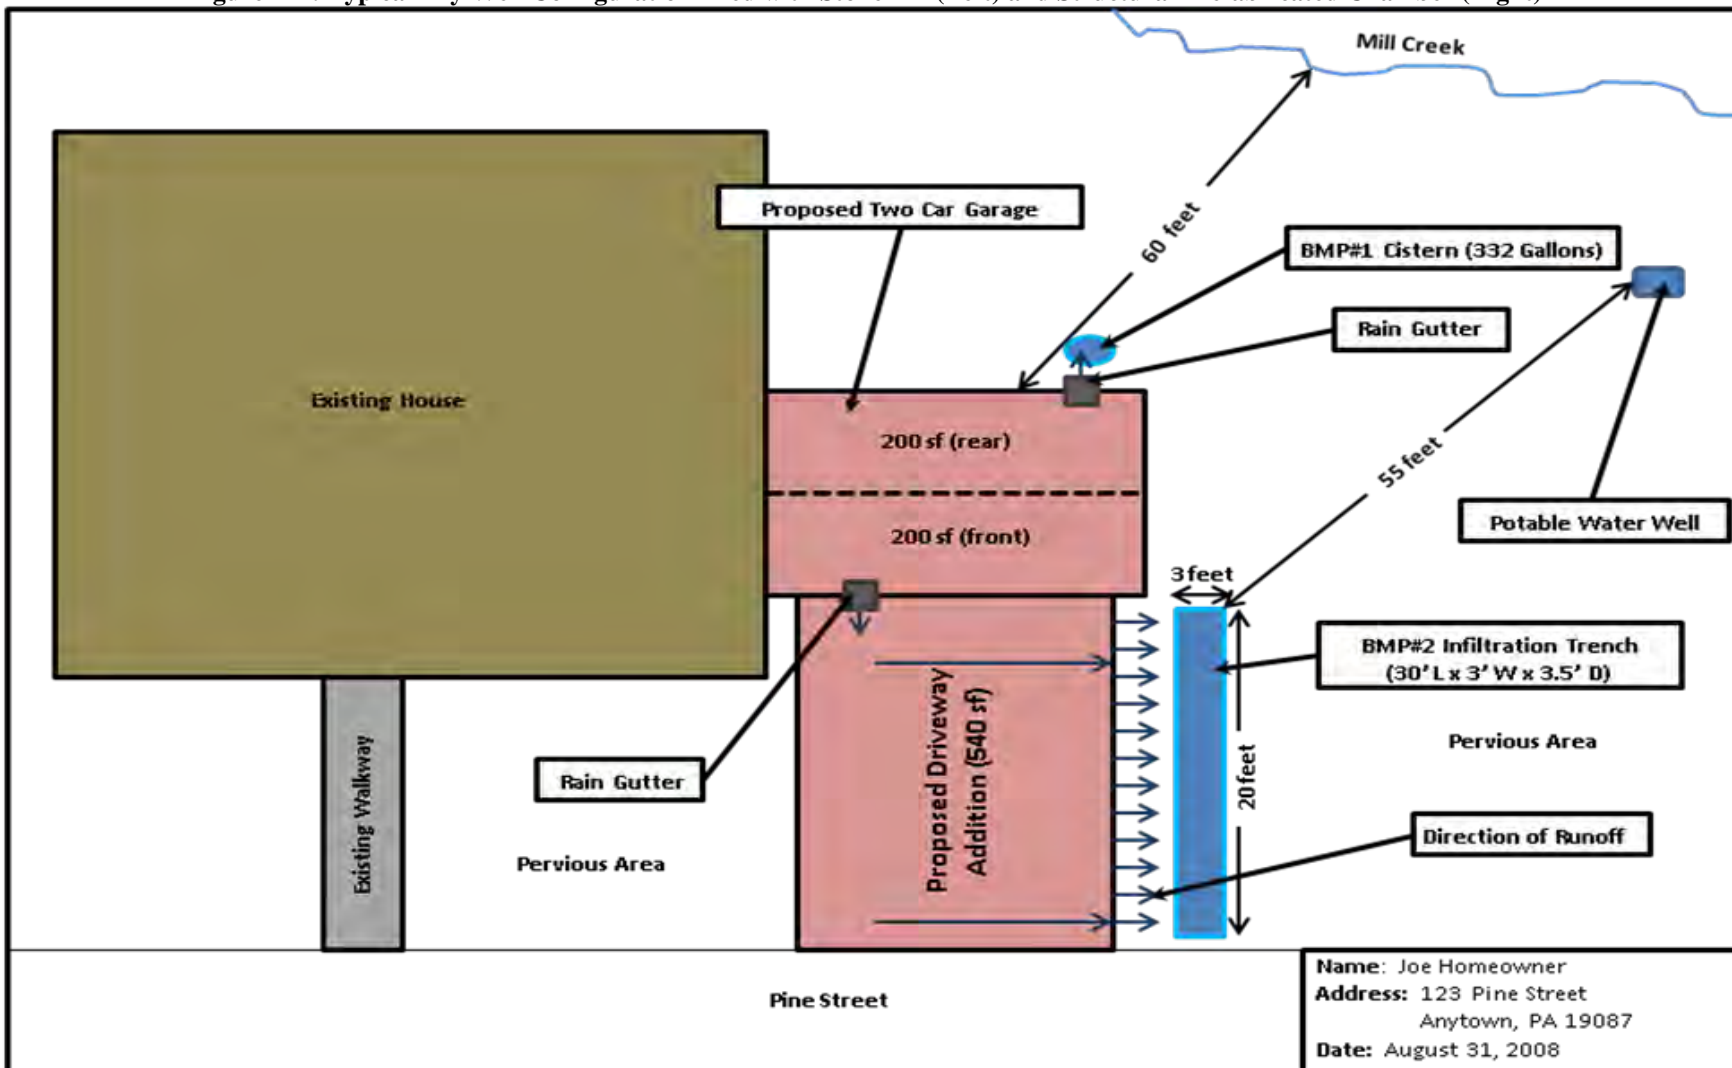 Mill Creek
Proposed Two Car Garage
60 feet
BMP#1 Cistern (332 Gallons)
Rain Gutter
Existing House
200 sf (rear)
55 feet
Potable Water Well
200 sf (front)
3 feet
BMP#2 Infiltration Trench
(30' L x 3' W x 3.5' D)
Proposed Driveway
Addition (540 sf)
20 feet
Pervious Area
Rain Gutter
Existing Walkway
Direction of Runoff
Pervious Area
Pine Street
Name: Joe Homeowner
Address: 123 Pine Street
Anytown, PA 19087
Date: August 31, 2008